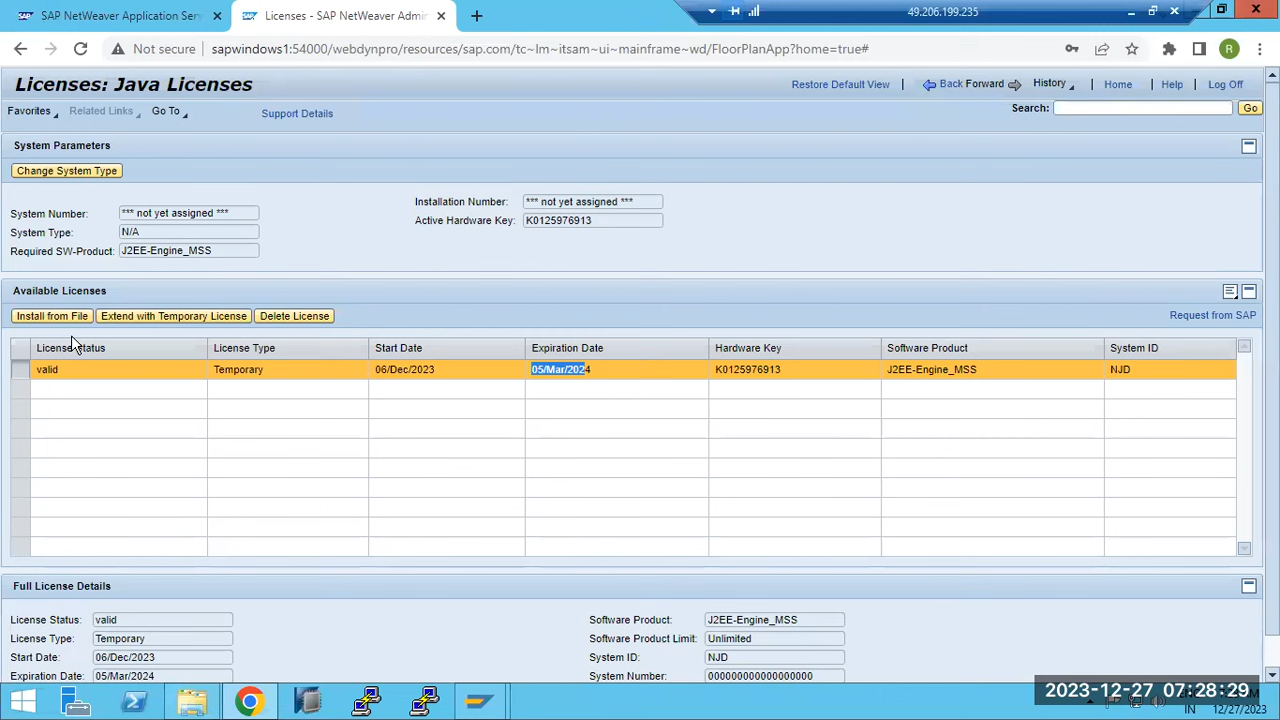 SAP NetWeaver Application Serv
Licenses - SAP NetWeaver Admin
49.206.199.235
Not secure
sapwindows1:54000/webdynpro/resources/sap.com/tc~lm~itsam~ui~mainframe~wd/FloorPlanApp?home=true#
R
Licenses: Java Licenses
Restore Default View
Back
Forward
History
Home
Help
Log Off
Favorites
Related Links
Go To
Support Details
Search:
Go
System Parameters
Change System Type
Installation Number: *** not yet assigned ***
System Number: *** not yet assigned ***
Active Hardware Key: K0125976913
System Type: N/A
Required SW-Product: J2EE-Engine_MSS
Available Licenses
Install from File
Extend with Temporary License
Delete License
Request from SAP
License Status License Type Start Date Expiration Date Hardware Key Software Product System ID
valid Temporary 06/Dec/2023 05/Mar/2024 K0125976913 J2EE-Engine_MSS NJD
Full License Details
License Status: valid
Software Product: J2EE-Engine_MSS
License Type: Temporary
Software Product Limit: Unlimited
Start Date: 06/Dec/2023
System ID: NJD
Expiration Date: 05/Mar/2024
System Number: 000000000000000000
2023-12-27 07:28:29
IN
12/27/2023